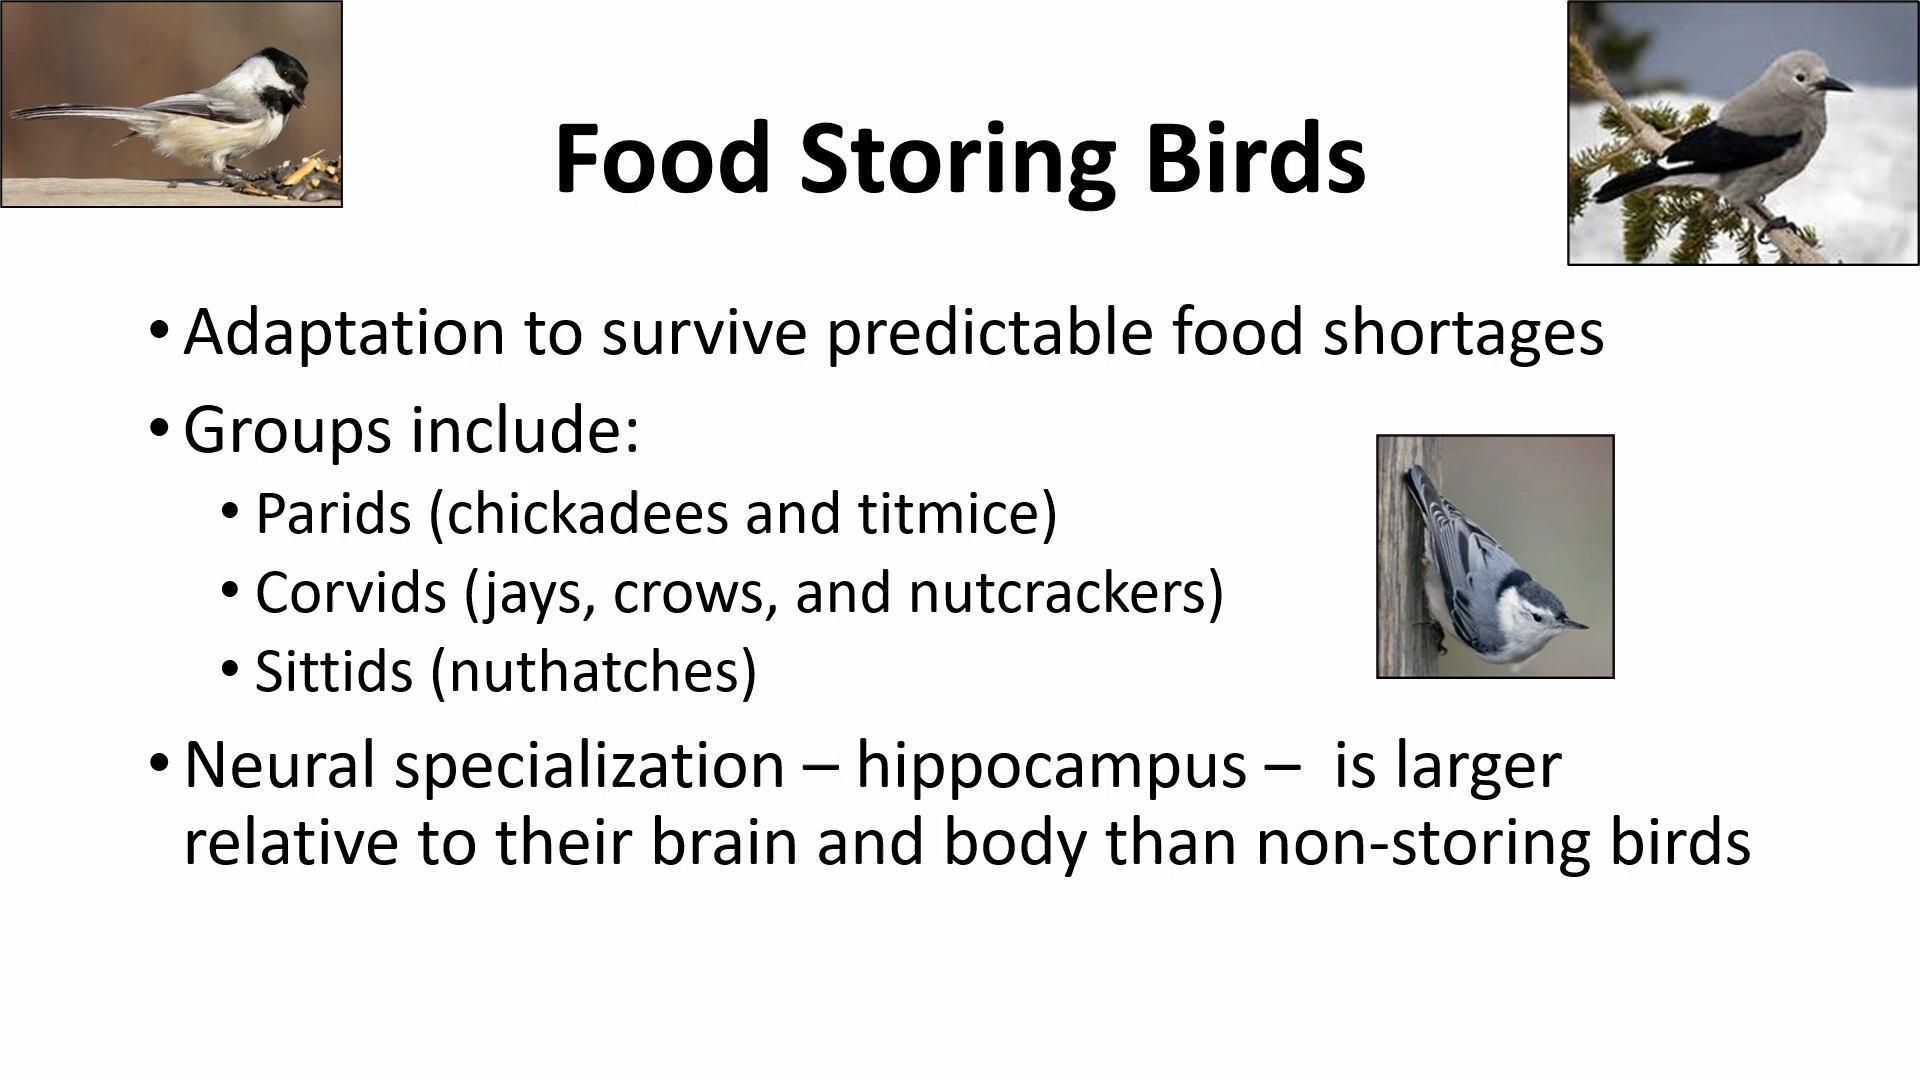 Food Storing Birds
• Adaptation to survive predictable food shortages
• Groups include:
• Parids (chickadees and titmice)
• Corvids (jays, crows, and nutcrackers)
• Sittids (nuthatches)
• Neural specialization – hippocampus –  is larger
relative to their brain and body than non-storing birds